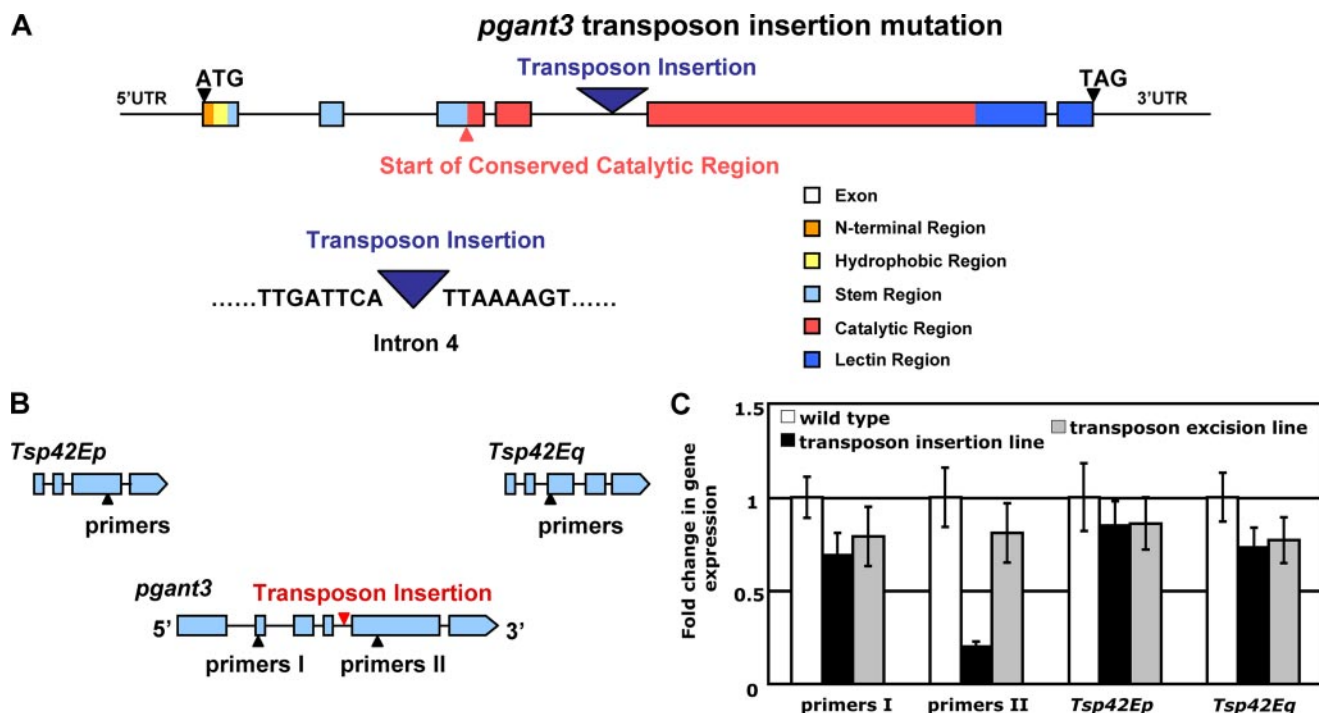 A
pgant3 transposon insertion mutation
Transposon Insertion
ATG
TAG
5'UTR
3'UTR
Start of Conserved Catalytic Region
Transposon Insertion
......TTGATTCA
TTAAAAGT......
Intron 4
Exon
N-terminal Region
Hydrophobic Region
Stem Region
Catalytic Region
Lectin Region
B
Tsp42Ep
primers
Tsp42Eq
primers
pgant3
Transposon Insertion
5'
3'
primers I
primers II
C
Fold change in gene
expression
1.5
1
0.5
0
wild type
transposon insertion line
transposon excision line
primers I
primers II
Tsp42Ep
Tsp42Eq